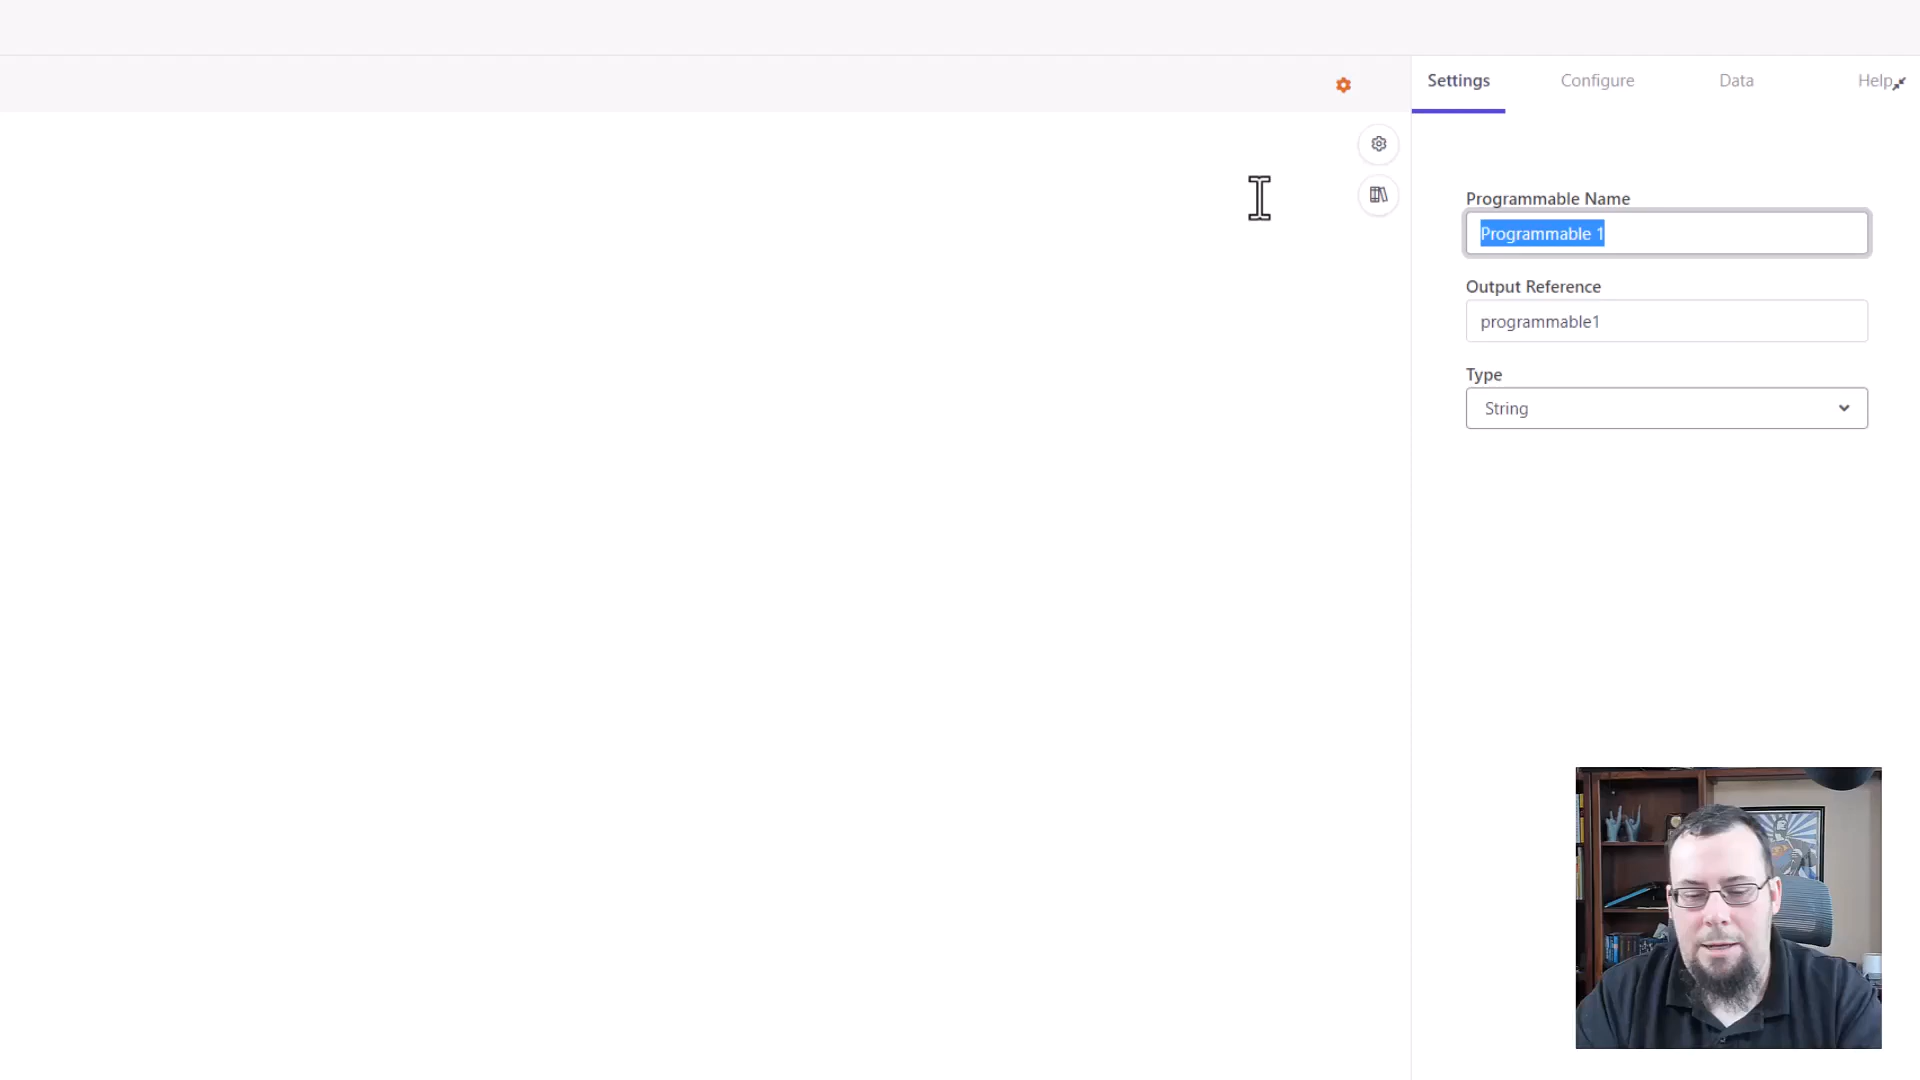 Settings Configure Data Help
Programmable Name
Programmable 1
Output Reference
programmable1
Type
String